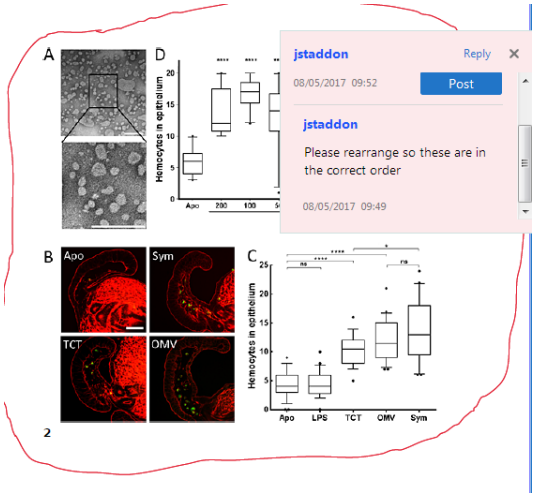 jstaddon
Reply
08/05/2017 09:52
Post
jstaddon
Please rearrange so these are in
the correct order
08/05/2017 09:49
A
D
Hemocytes in epithelium
20
15
10
5
0
****
****
Apo
200
100
B
Apo
Sym
TCT
OMV
C
Hemocytes in epithelium
25
20
15
10
5
0
*
****
****
ns
ns
Apo LPS TCT OMV Sym
2